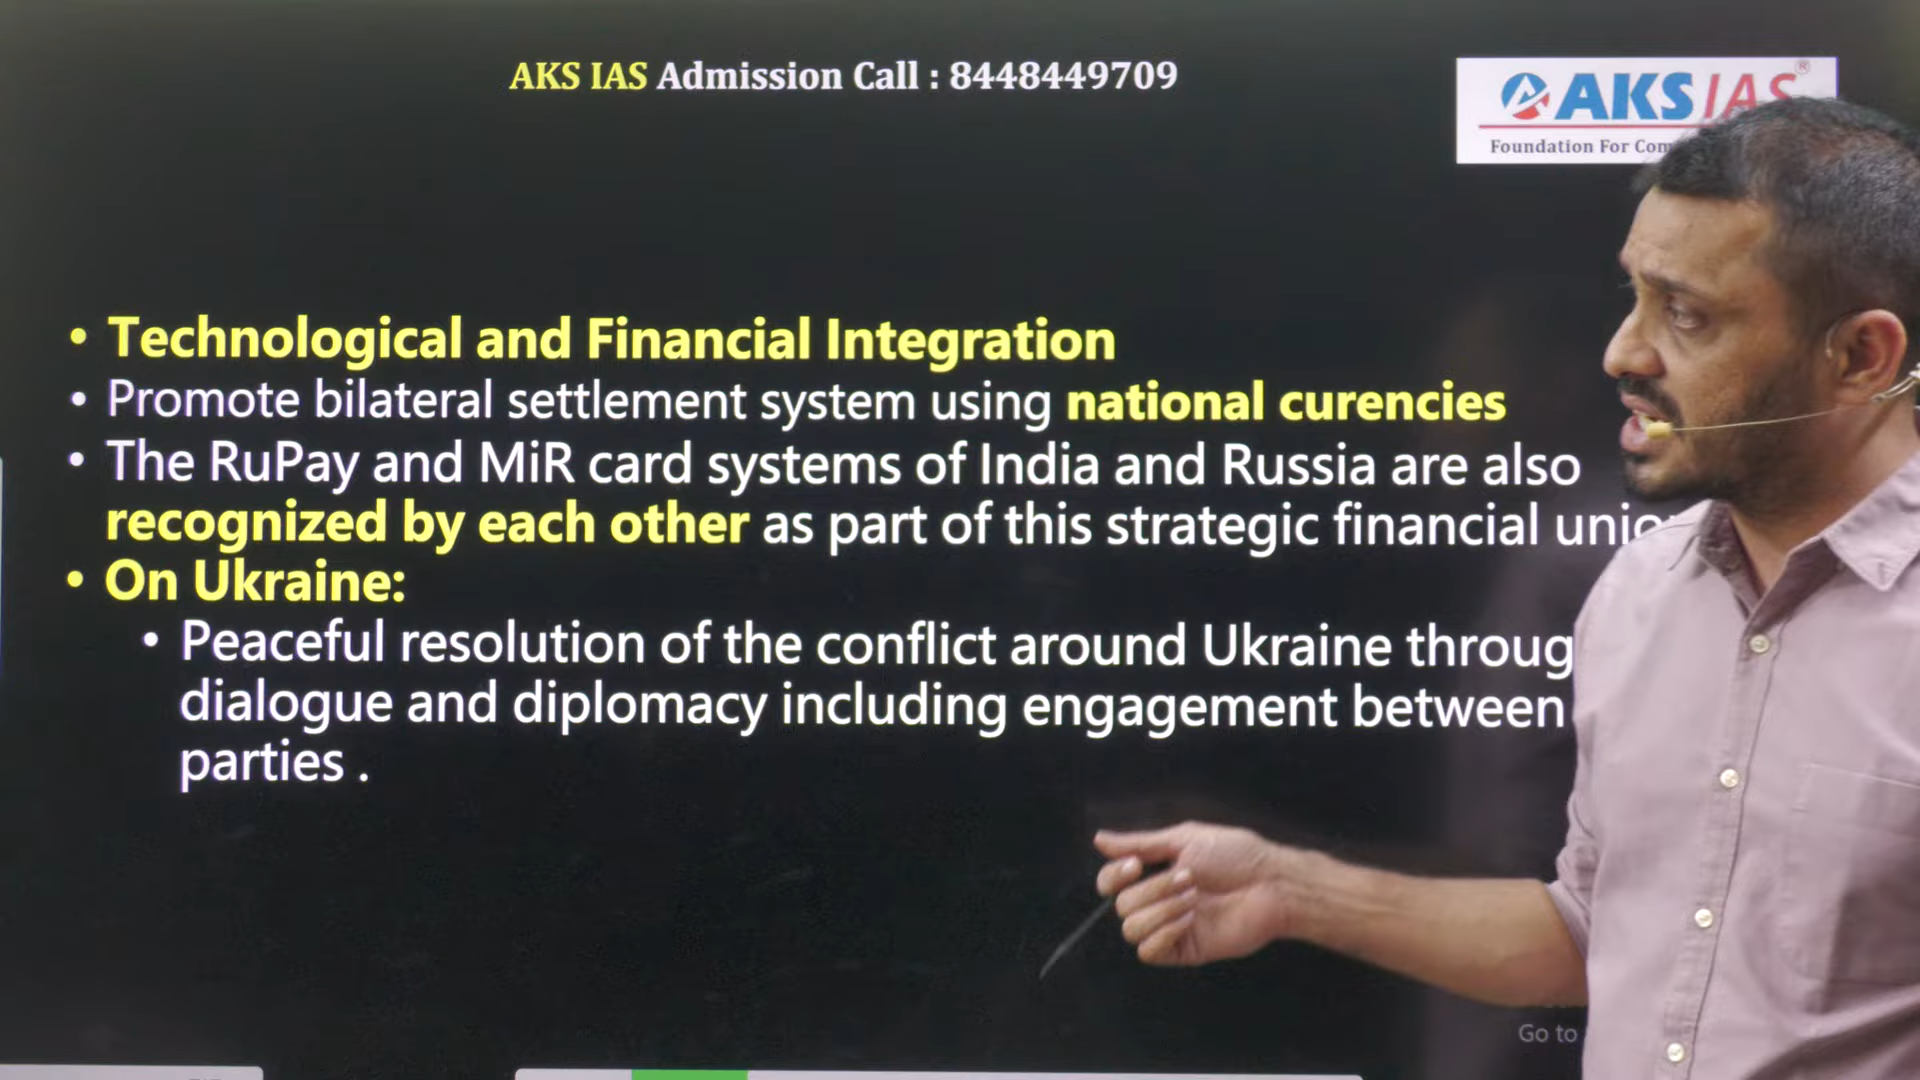 AKS IAS Admission Call : 8448449709
AKS IAS ®
Foundation For
• Technological and Financial Integration
• Promote bilateral settlement system using national curencies
• The RuPay and MiR card systems of India and Russia are also
recognized by each other as part of this strategic financial
• On Ukraine:
• Peaceful resolution of the conflict around Ukraine
dialogue and diplomacy including engagement between
parties .
Go to